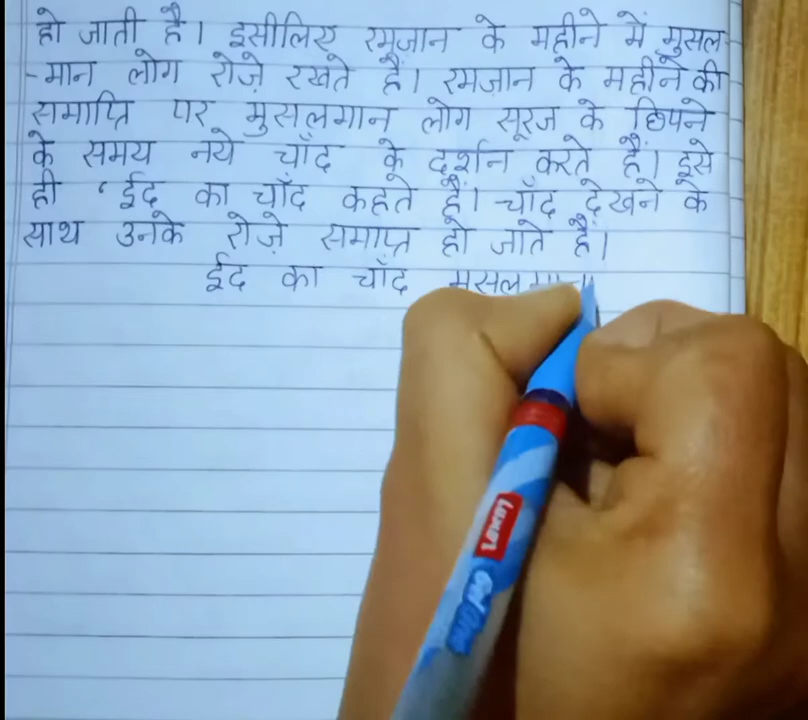 हो जाती है। इसीलिए रमज़ान के महीने में मुसल
-मान लोग रोज़े रखते हैं। रमज़ान के महीने की
समाप्ति पर मुसलमान लोग सूरज के छिपने
के समय नये चाँद के दर्शन करते हैं। इसे
ही ‘ईद का चाँद कहते हैं। चाँद देखने के
साथ उनके रोज़े समाप्त हो जाते हैं।
ईद का चाँद
LUXOR